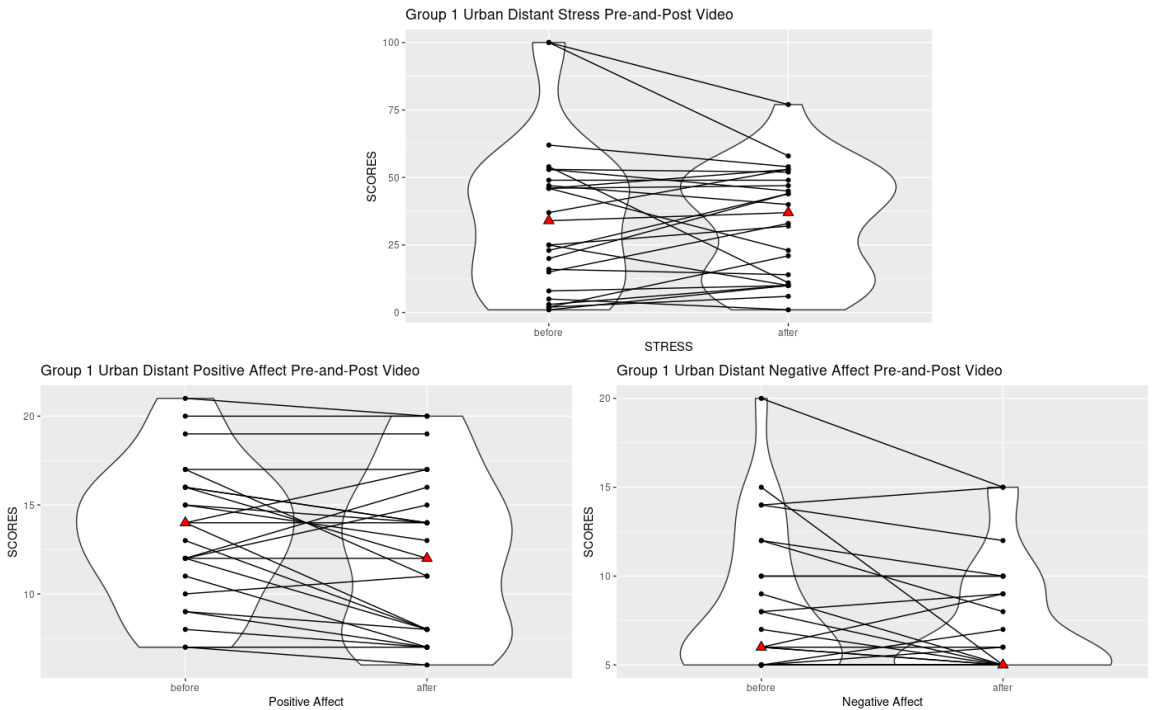 Group 1 Urban Distant Stress Pre-and-Post Video
SCORES
100
75
50
25
0
before
after
STRESS
Group 1 Urban Distant Positive Affect Pre-and-Post Video
SCORES
20
15
10
before
after
Positive Affect
Group 1 Urban Distant Negative Affect Pre-and-Post Video
SCORES
20
15
10
5
before
after
Negative Affect